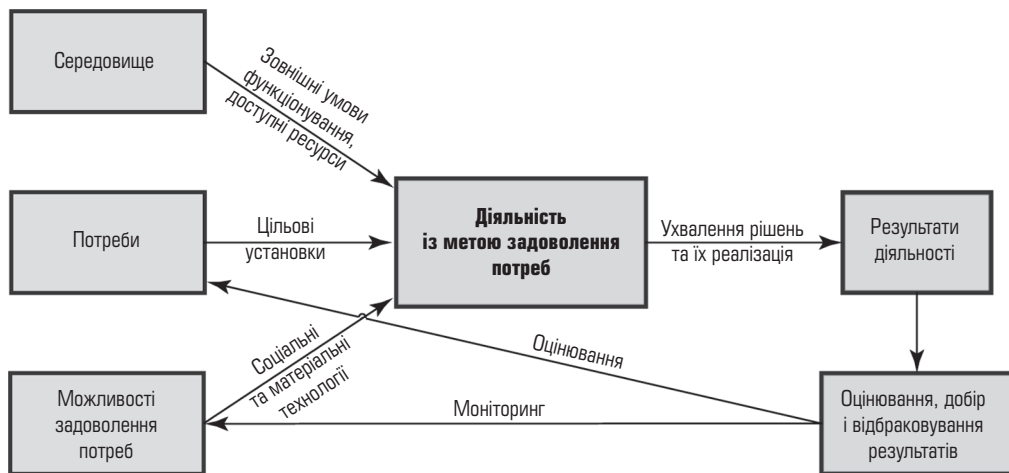 Середовище
Зовнішні умови
функціонування,
доступні ресурси
Потреби
Цільові
установки
Діяльність
із метою задоволення
потреб
Ухвалення рішень
та їх реалізація
Результати
діяльності
Соціальні
та матеріальні
технології
Оцінювання
Можливості
задоволення
потреб
Моніторинг
Оцінювання, добір
і відбраковування
результатів